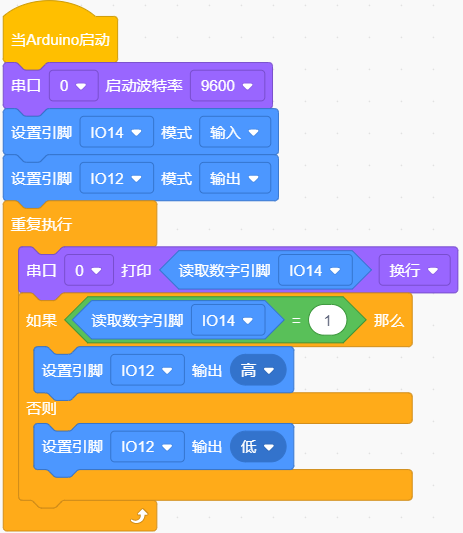 当Arduino启动
串口 0 启动波特率 9600
设置引脚 IO14 模式 输入
设置引脚 IO12 模式 输出
重复执行
串口 0 打印 读取数字引脚 IO14 换行
如果 读取数字引脚 IO14 = 1 那么
设置引脚 IO12 输出 高
否则
设置引脚 IO12 输出 低